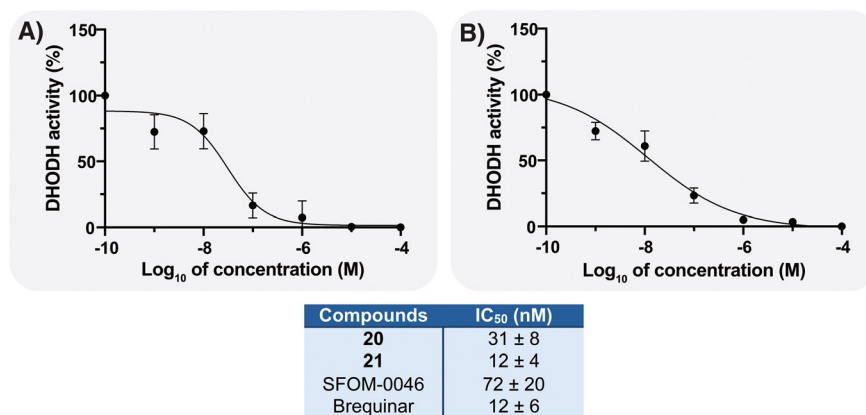 A)
150
100
50
0
DHODH activity (%)
-10 -8 -6 -4
Log10 of concentration (M)
B)
150
100
50
0
DHODH activity (%)
-10 -8 -6 -4
Log10 of concentration (M)
Compounds IC50 (nM)
20 31 ± 8
21 12 ± 4
SFOM-0046 72 ± 20
Brequinar 12 ± 6